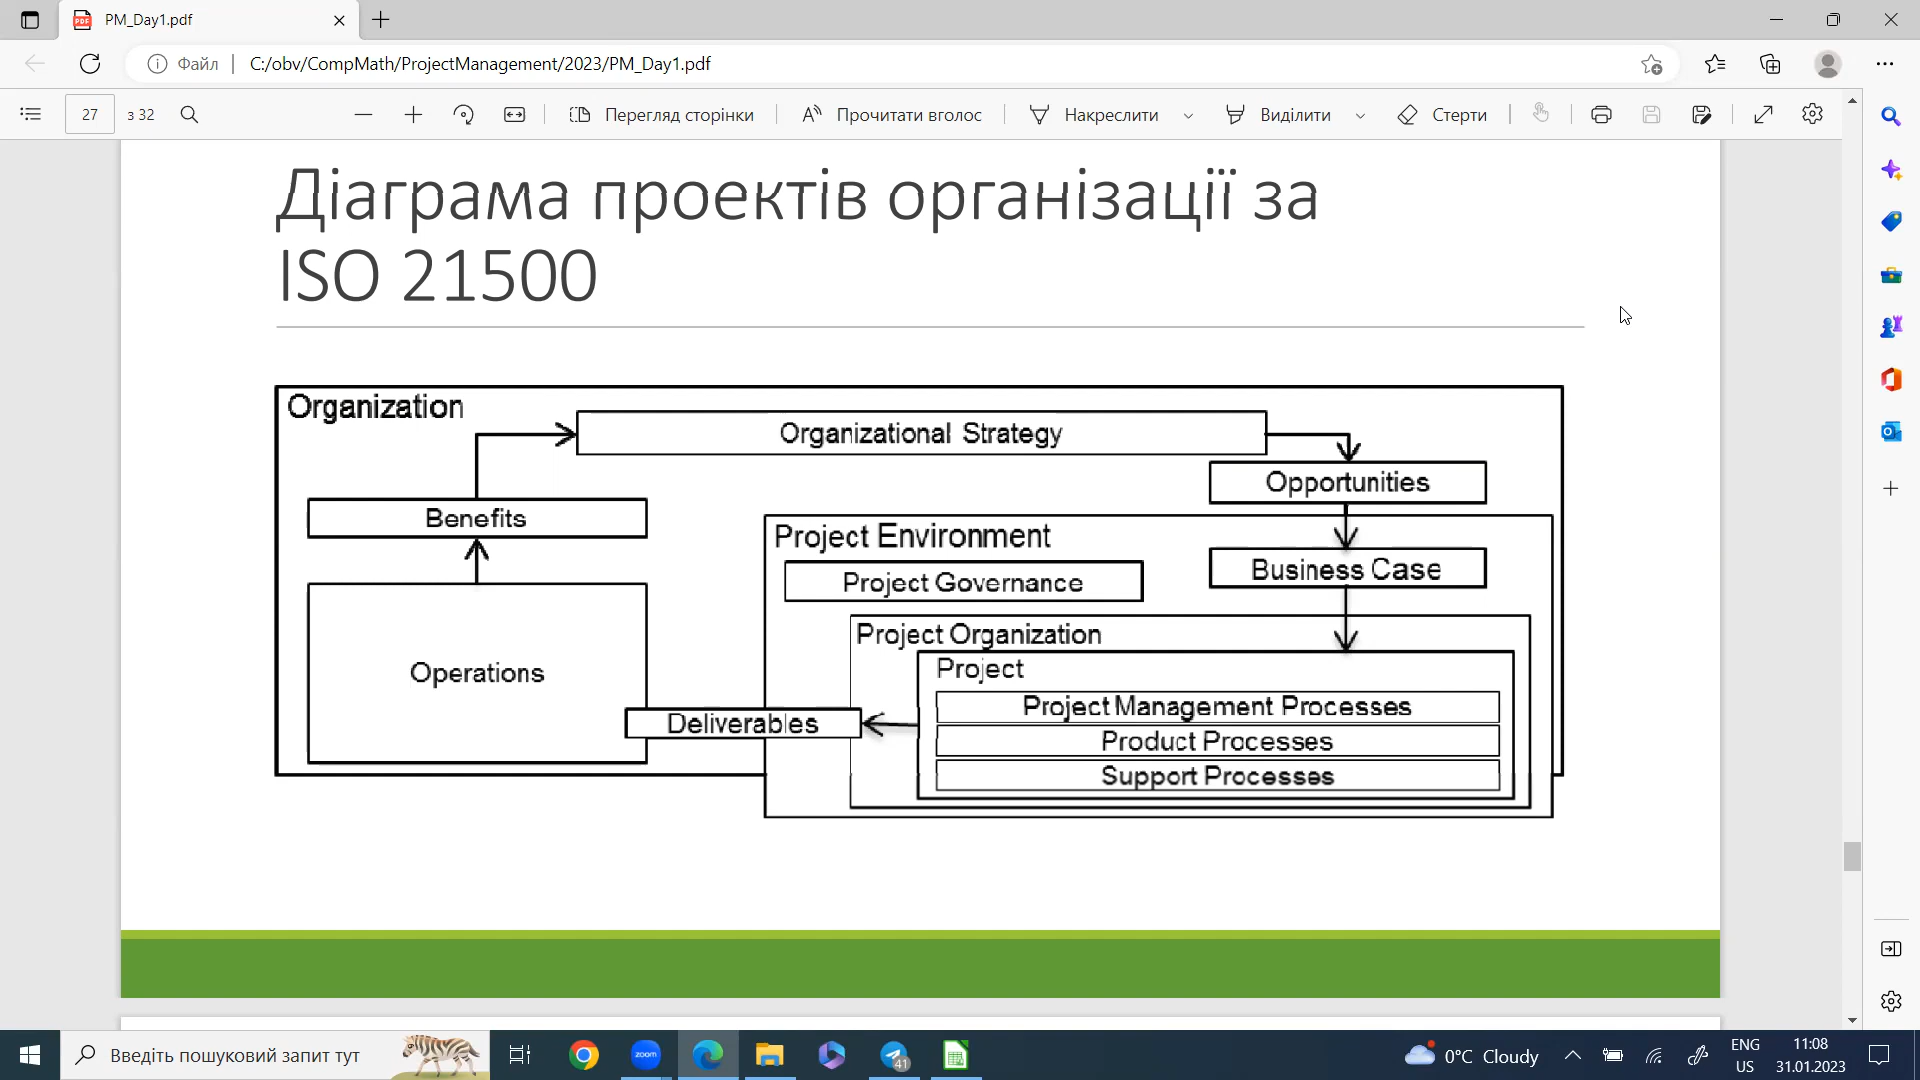 PM_Day1.pdf
Файл
C:/obv/CompMath/ProjectManagement/2023/PM_Day1.pdf
27
з 32
Перегляд сторінки
Прочитати вголос
Накреслити
Виділити
Стерти
Діаграма проектів організації за
ISO 21500
Organization
Organizational Strategy
Opportunities
Benefits
Project Environment
Business Case
Project Governance
Project Organization
Project
Operations
Project Management Processes
Deliverables
Product Processes
Support Processes
Введіть пошуковий запит тут
zoom
41
0°C Cloudy
ENG
US
11:08
31.01.2023